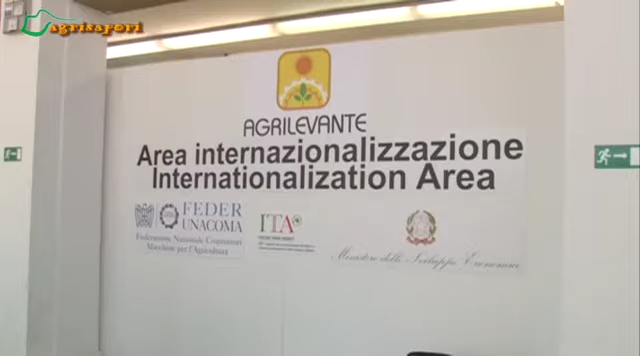 agrisapori
AGRILEVANTE
Area internazionalizzazione
Internationalization Area
FEDER
UNACOMA
Federazione Nazionale Costruttori
Macchine per l'Agricoltura
ITA
Ministero dello Sviluppo Economico